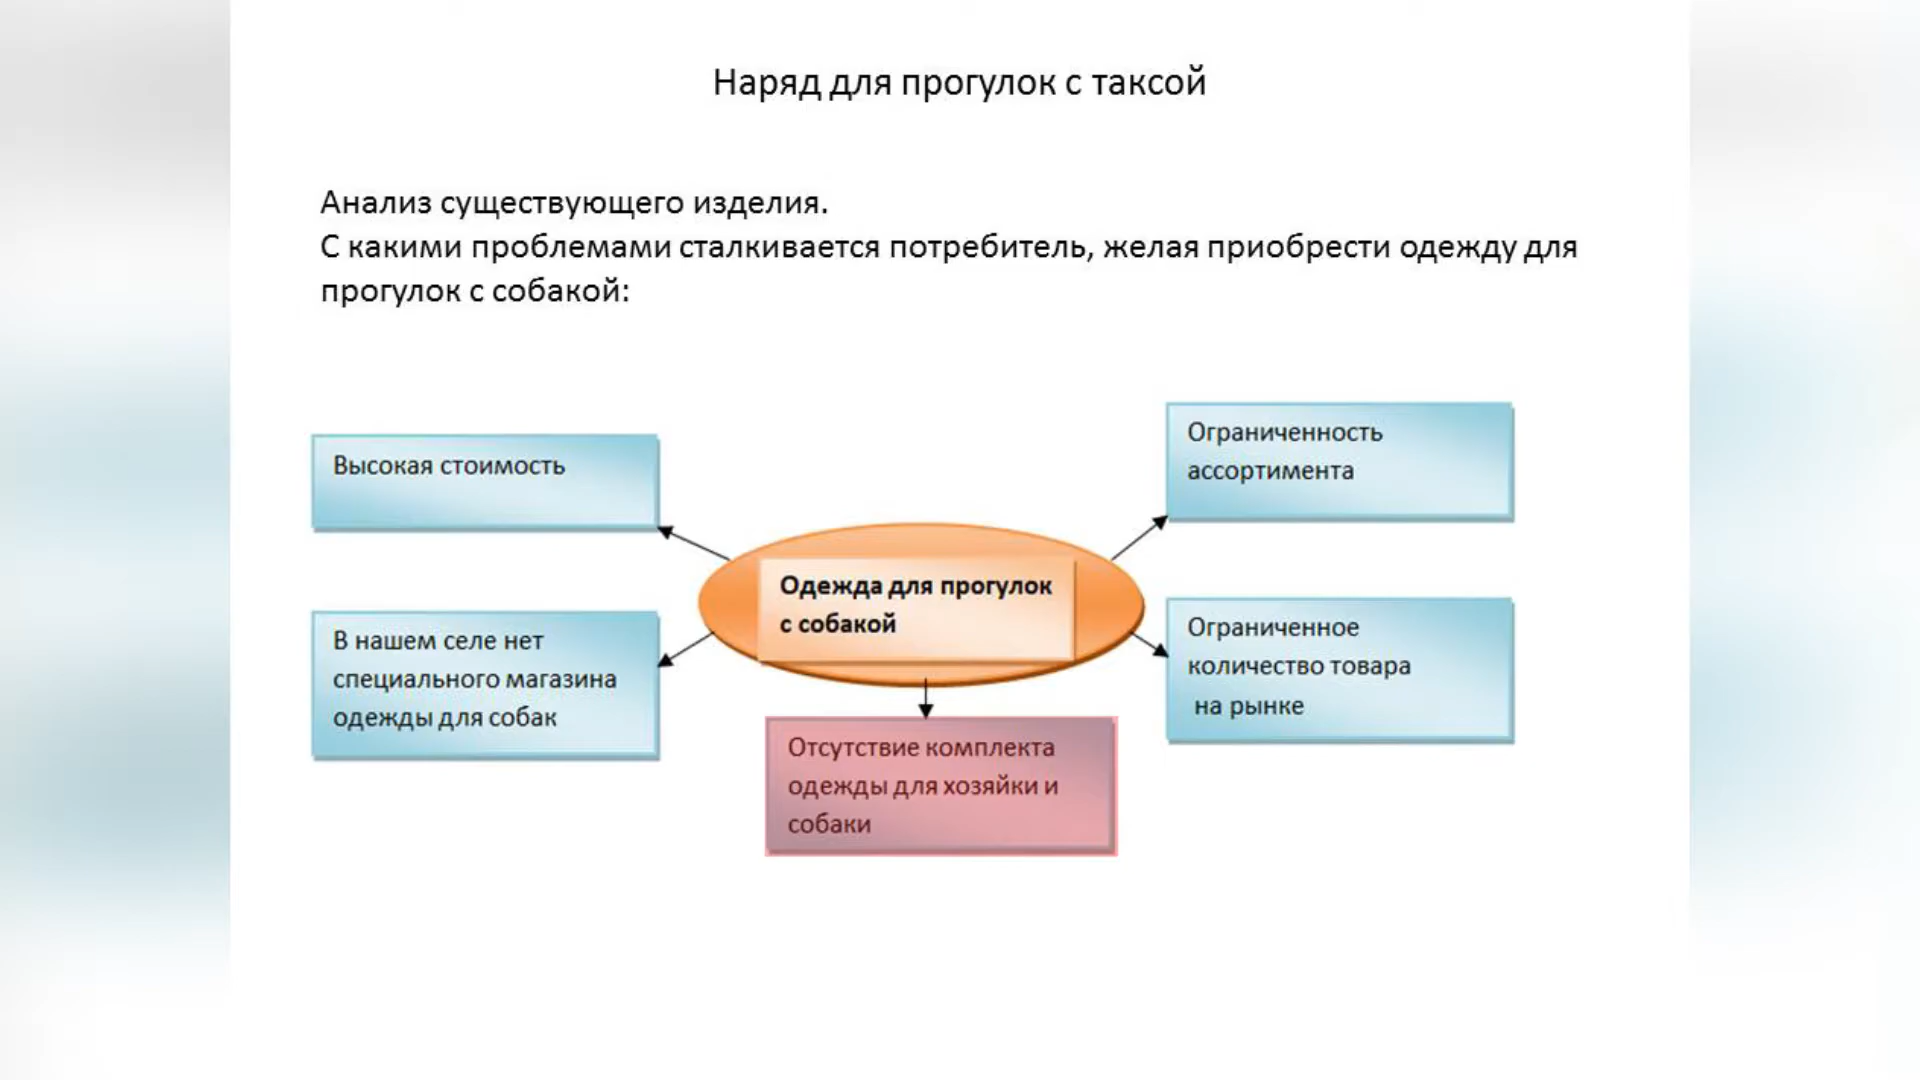 Наряд для прогулок с таксой
Анализ существующего изделия.
С какими проблемами сталкивается потребитель, желая приобрести одежду для
прогулок с собакой:
Высокая стоимость
Ограниченность
ассортимента
Одежда для прогулок
с собакой
В нашем селе нет
специального магазина
одежды для собак
Ограниченное
количество товара
на рынке
Отсутствие комплекта
одежды для хозяйки и
собаки